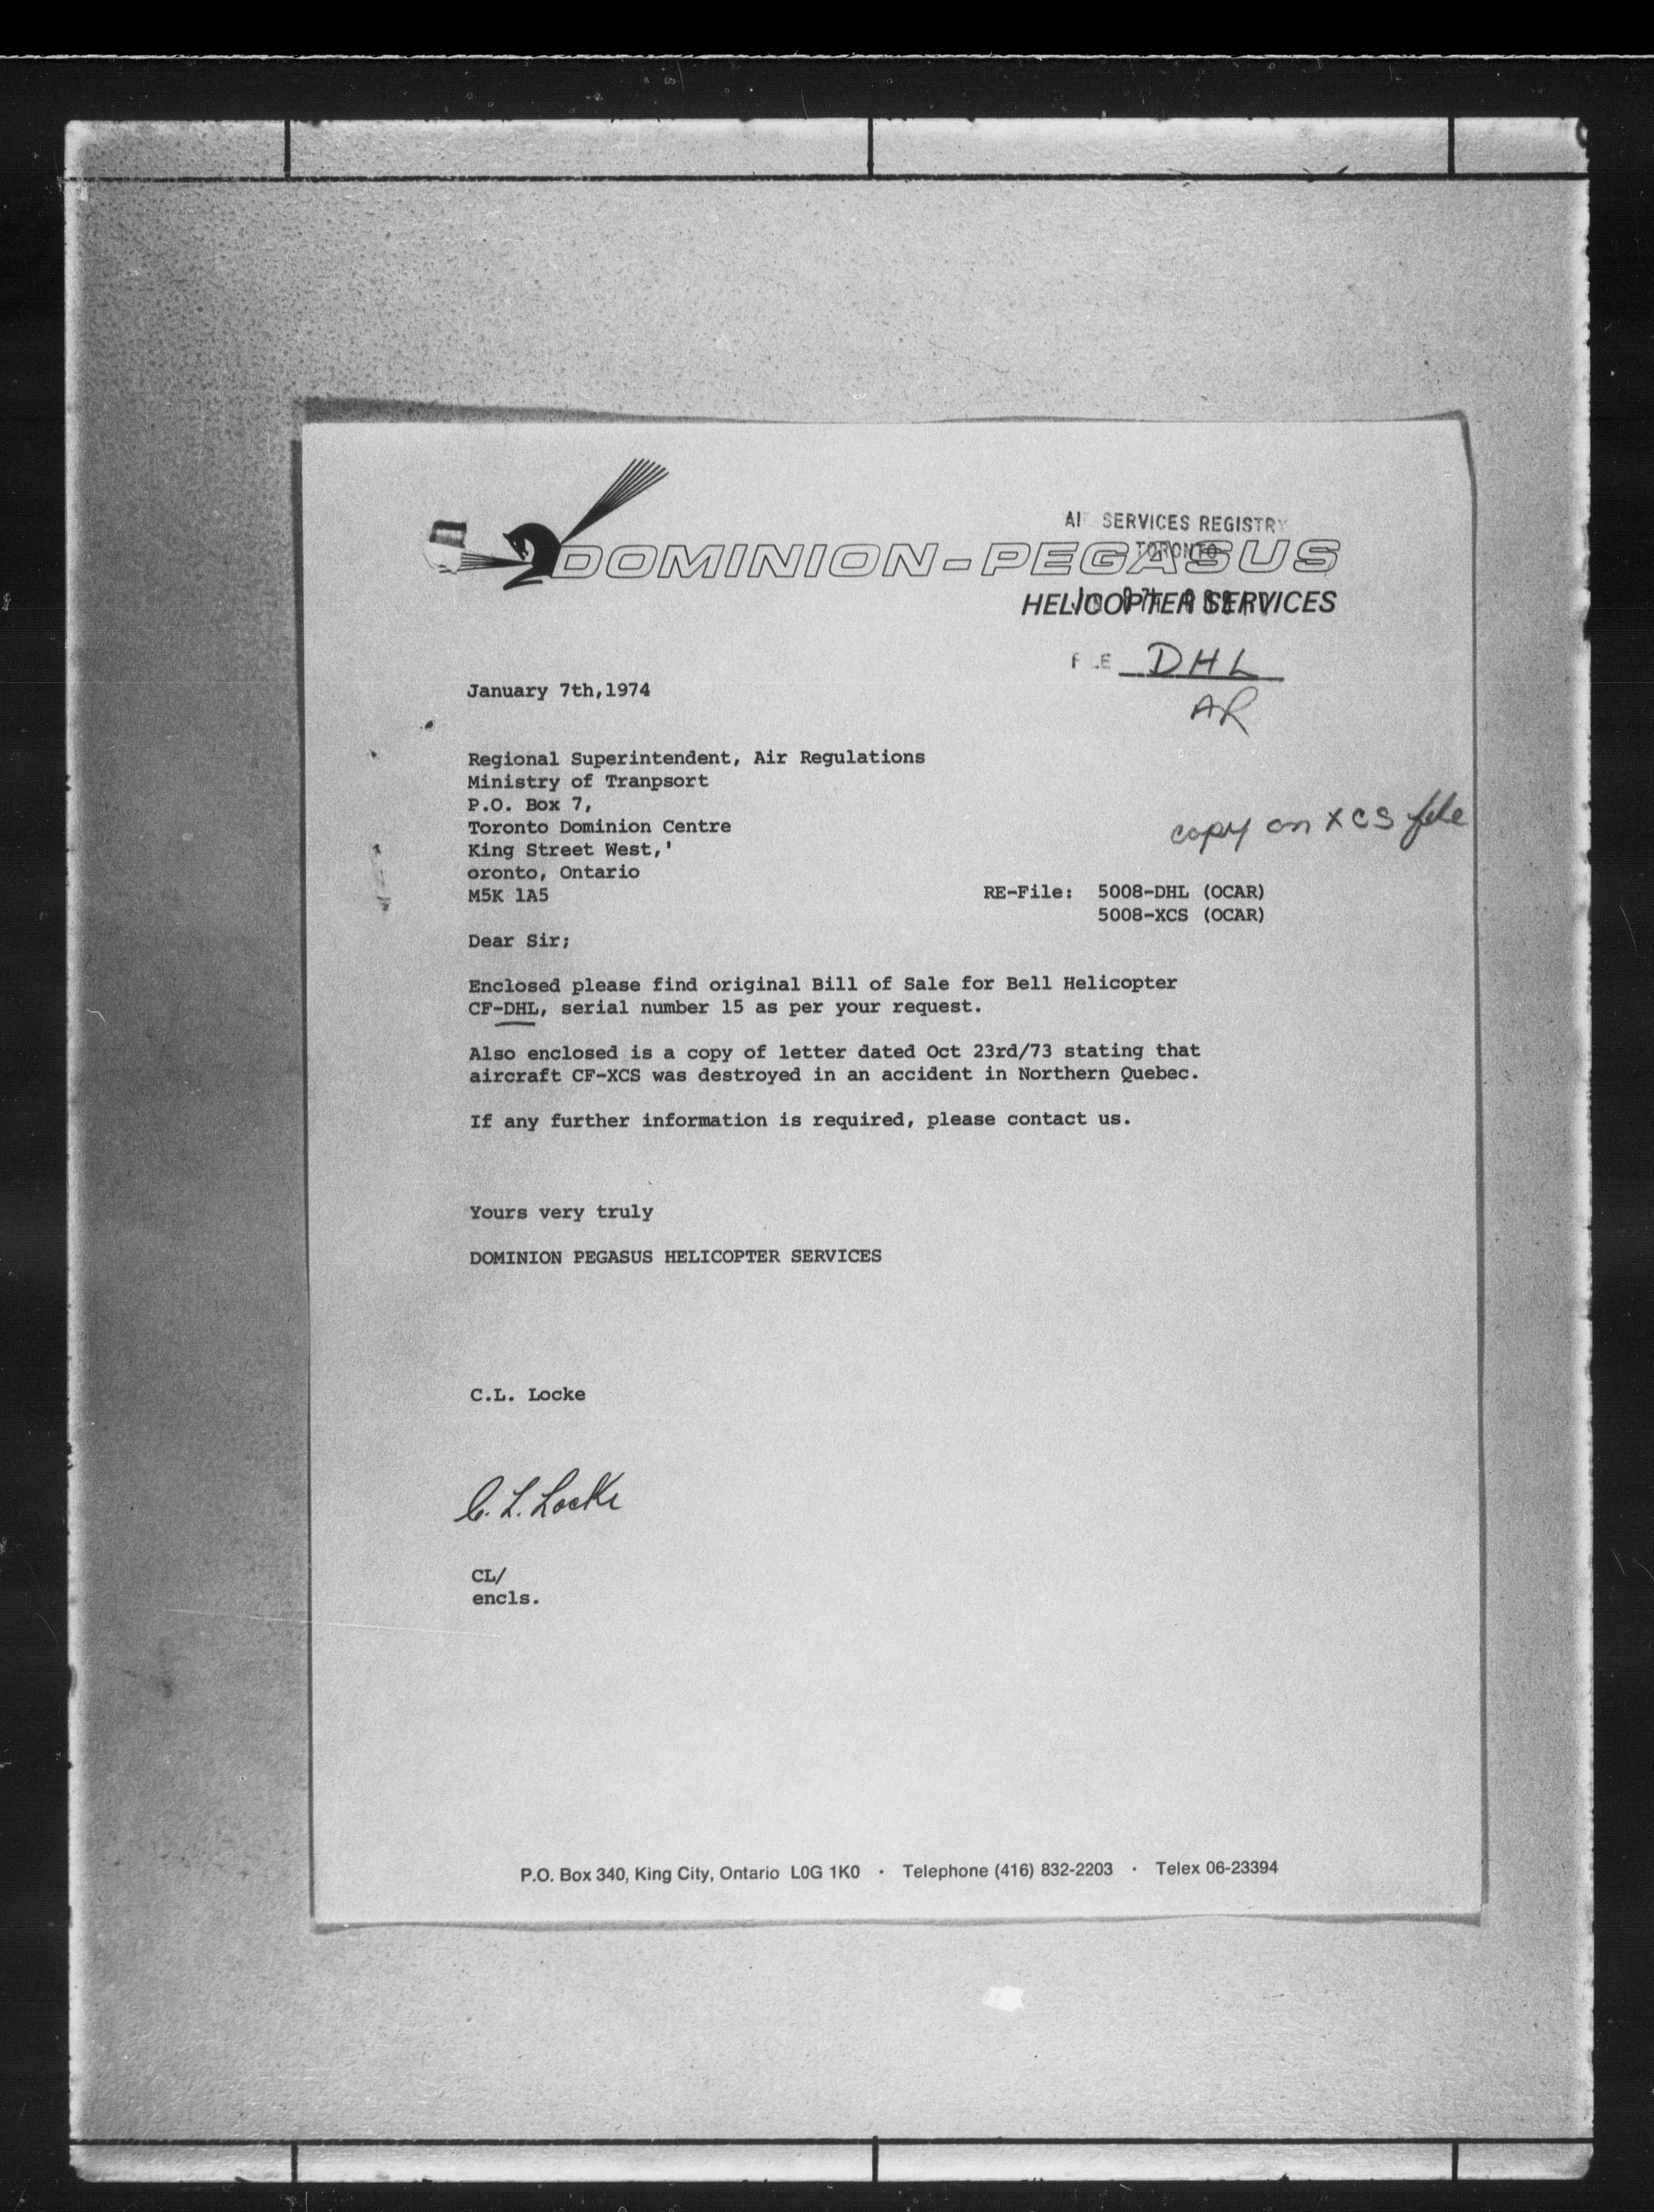 SERVICES REGISTRY
TORONTO
DOMINION-PEGASUS
HELICOPTER SERVICES
DHL
AR
January 7th,1974
Regional Superintendent, Air Regulations
Ministry of Tranpsort
P.O. Box 7,
Toronto Dominion Centre
King Street West,'
oronto, Ontario
M5K 1A5
copy on XCS file
RE-File: 5008-DHL (OCAR)
5008-XCS (OCAR)
Dear Sir;
Enclosed please find original Bill of Sale for Bell Helicopter
CF-DHL, serial number 15 as per your request.
Also enclosed is a copy of letter dated Oct 23rd/73 stating that
aircraft CF-XCS was destroyed in an accident in Northern Quebec.
If any further information is required, please contact us.
Yours very truly
DOMINION PEGASUS HELICOPTER SERVICES
C.L. Locke
C. L. Locke
CL/
encls.
P.O. Box 340, King City, Ontario L0G 1K0 · Telephone (416) 832-2203 · Telex 06-23394